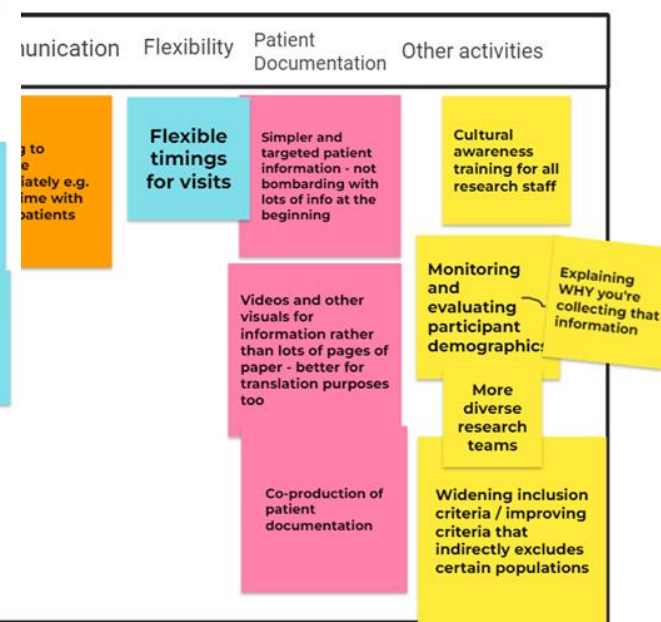 Flexibility
Patient
Documentation
Other activities
to
e.g.
with
patients
Flexible
timings
for visits
Simpler and
targeted patient
information - not
bombarding with
lots of info at the
beginning
Videos and other
visuals for
information rather
than lots of pages of
paper - better for
translation purposes
too
Co-production of
patient
documentation
Cultural
awareness
training for all
research staff
Monitoring
and
evaluating
participant
demographics
Explaining
WHY you're
collecting that
information
More
diverse
research
teams
Widening inclusion
criteria / improving
criteria that
indirectly excludes
certain populations